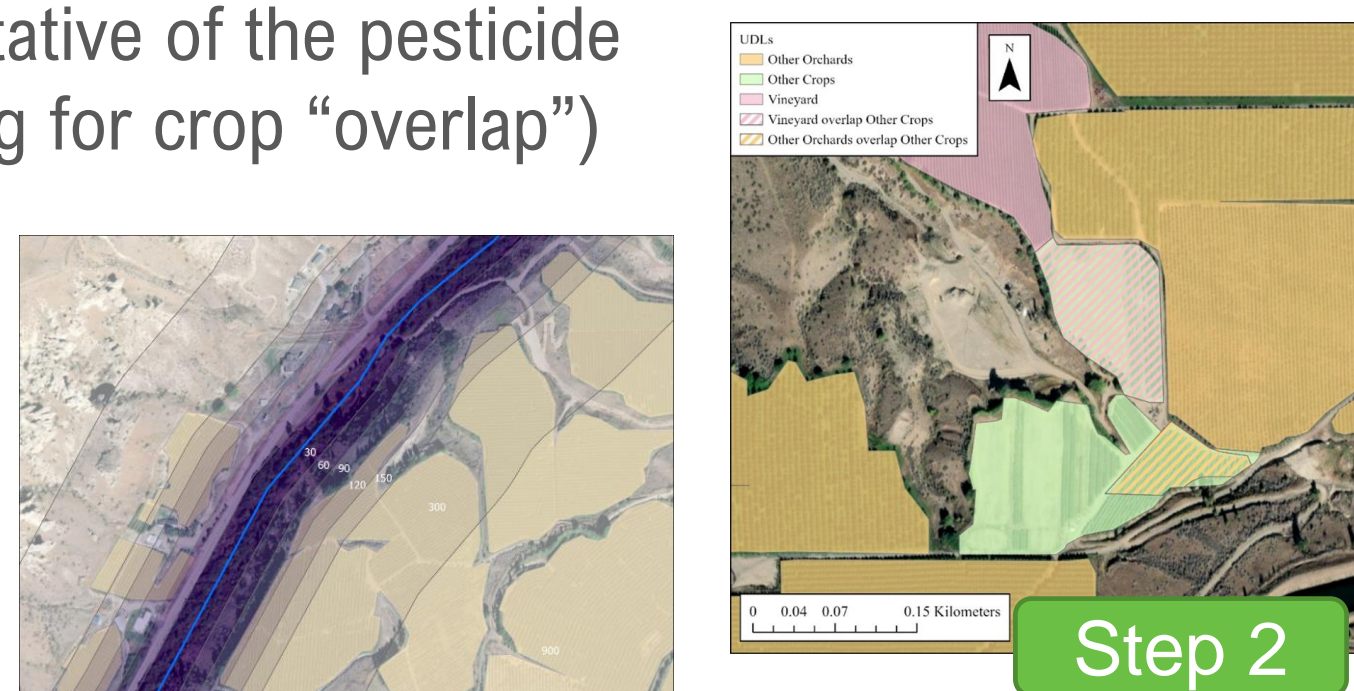 tative of the pesticide
g for crop “overlap”)
30
60
90
120
150
300
900
UDLs
Other Orchards
Other Crops
Vineyard
Vineyard overlap Other Crops
Other Orchards overlap Other Crops
N
0 0.04 0.07 0.15 Kilometers
Step 2